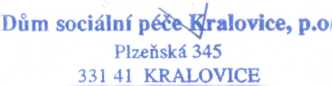 Dům sociální péče Kralovice, p.o
Plzeňská 345
331 41 KRALOVICE